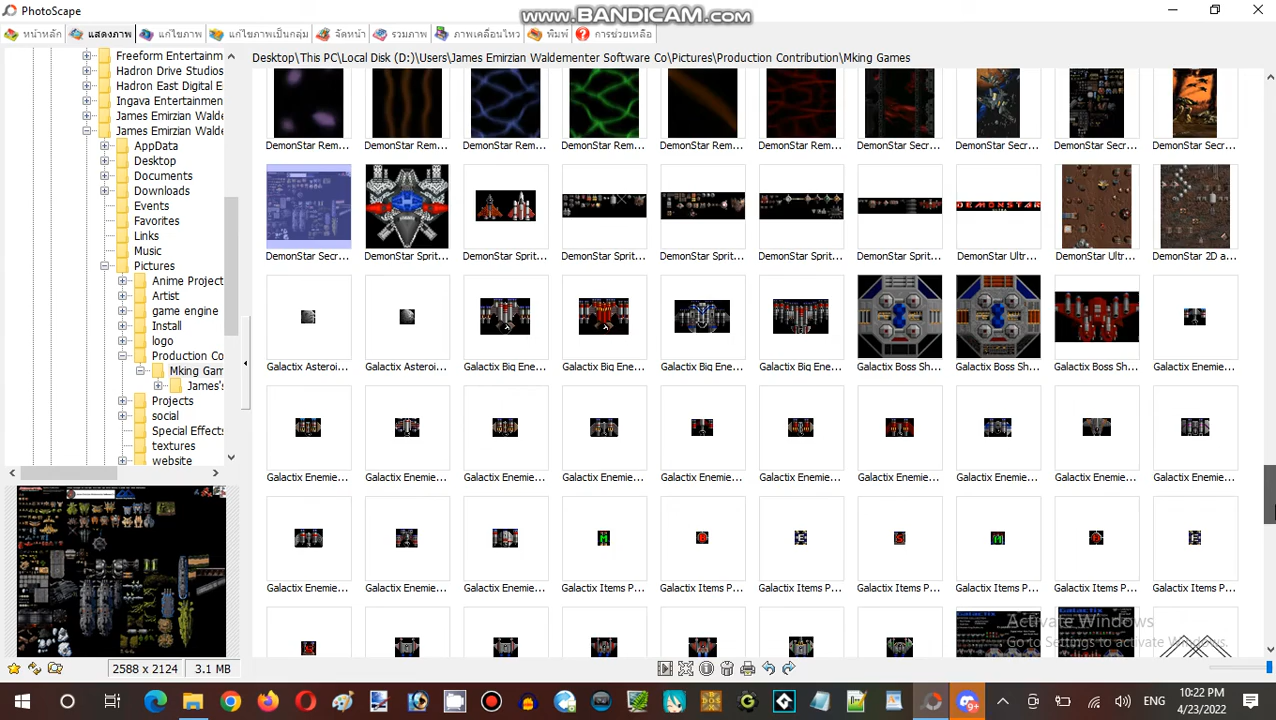 PhotoScape
www.BANDICAM.com
หน้าหลัก
แสดงภาพ
แก้ไขภาพ
แก้ไขภาพเป็นกลุ่ม
จัดหน้า
รวมภาพ
ภาพเคลื่อนไหว
พิมพ์
การช่วยเหลือ
Desktop\This PC\Local Disk (D:)\Users\James Emirzian Waldementer Software Co\Pictures\Production Contribution\Mking Games
Freeform Entertainm
Hadron Drive Studios
Hadron East Digital E
Ingava Entertainmen
James Emirzian Walde
James Emirzian Walde
AppData
Desktop
Documents
Downloads
Events
Favorites
Links
Music
Pictures
Anime Project
Artist
game engine
Install
logo
Production Co
Mking Gam
James's
Projects
social
Special Effects
textures
website
DemonStar Rem...
DemonStar Rem...
DemonStar Rem...
DemonStar Rem...
DemonStar Rem...
DemonStar Rem...
DemonStar Secr...
DemonStar Secr...
DemonStar Secr...
DemonStar Secr...
DEMONSTAR
DemonStar Secr...
DemonStar Sprit...
DemonStar Sprit...
DemonStar Sprit...
DemonStar Sprit...
DemonStar Sprit...
DemonStar Sprit...
DemonStar Ultr...
DemonStar Ultr...
DemonStar 2D a...
Galactix Asteroi...
Galactix Asteroi...
Galactix Big Ene...
Galactix Big Ene...
Galactix Big Ene...
Galactix Big Ene...
Galactix Boss Sh...
Galactix Boss Sh...
Galactix Boss Sh...
Galactix Enemie...
Galactix Enemie...
Galactix Enemie...
Galactix Enemie...
Galactix Enemie...
Galactix Enemie...
Galactix Enemie...
Galactix Enemie...
Galactix Enemie...
Galactix Enemie...
Galactix Enemie...
Galactix Enemie...
Galactix Enemie...
Galactix Enemie...
Galactix Items P...
Galactix Items P...
Galactix Items P...
Galactix Items P...
Galactix Items P...
Galactix Items P...
Galactix Items P...
Galactix
Galactix
Activate Windo
Go to Settings to activate Windows.
2588 x 2124
3.1 MB
ENG
10:22 PM
4/23/2022